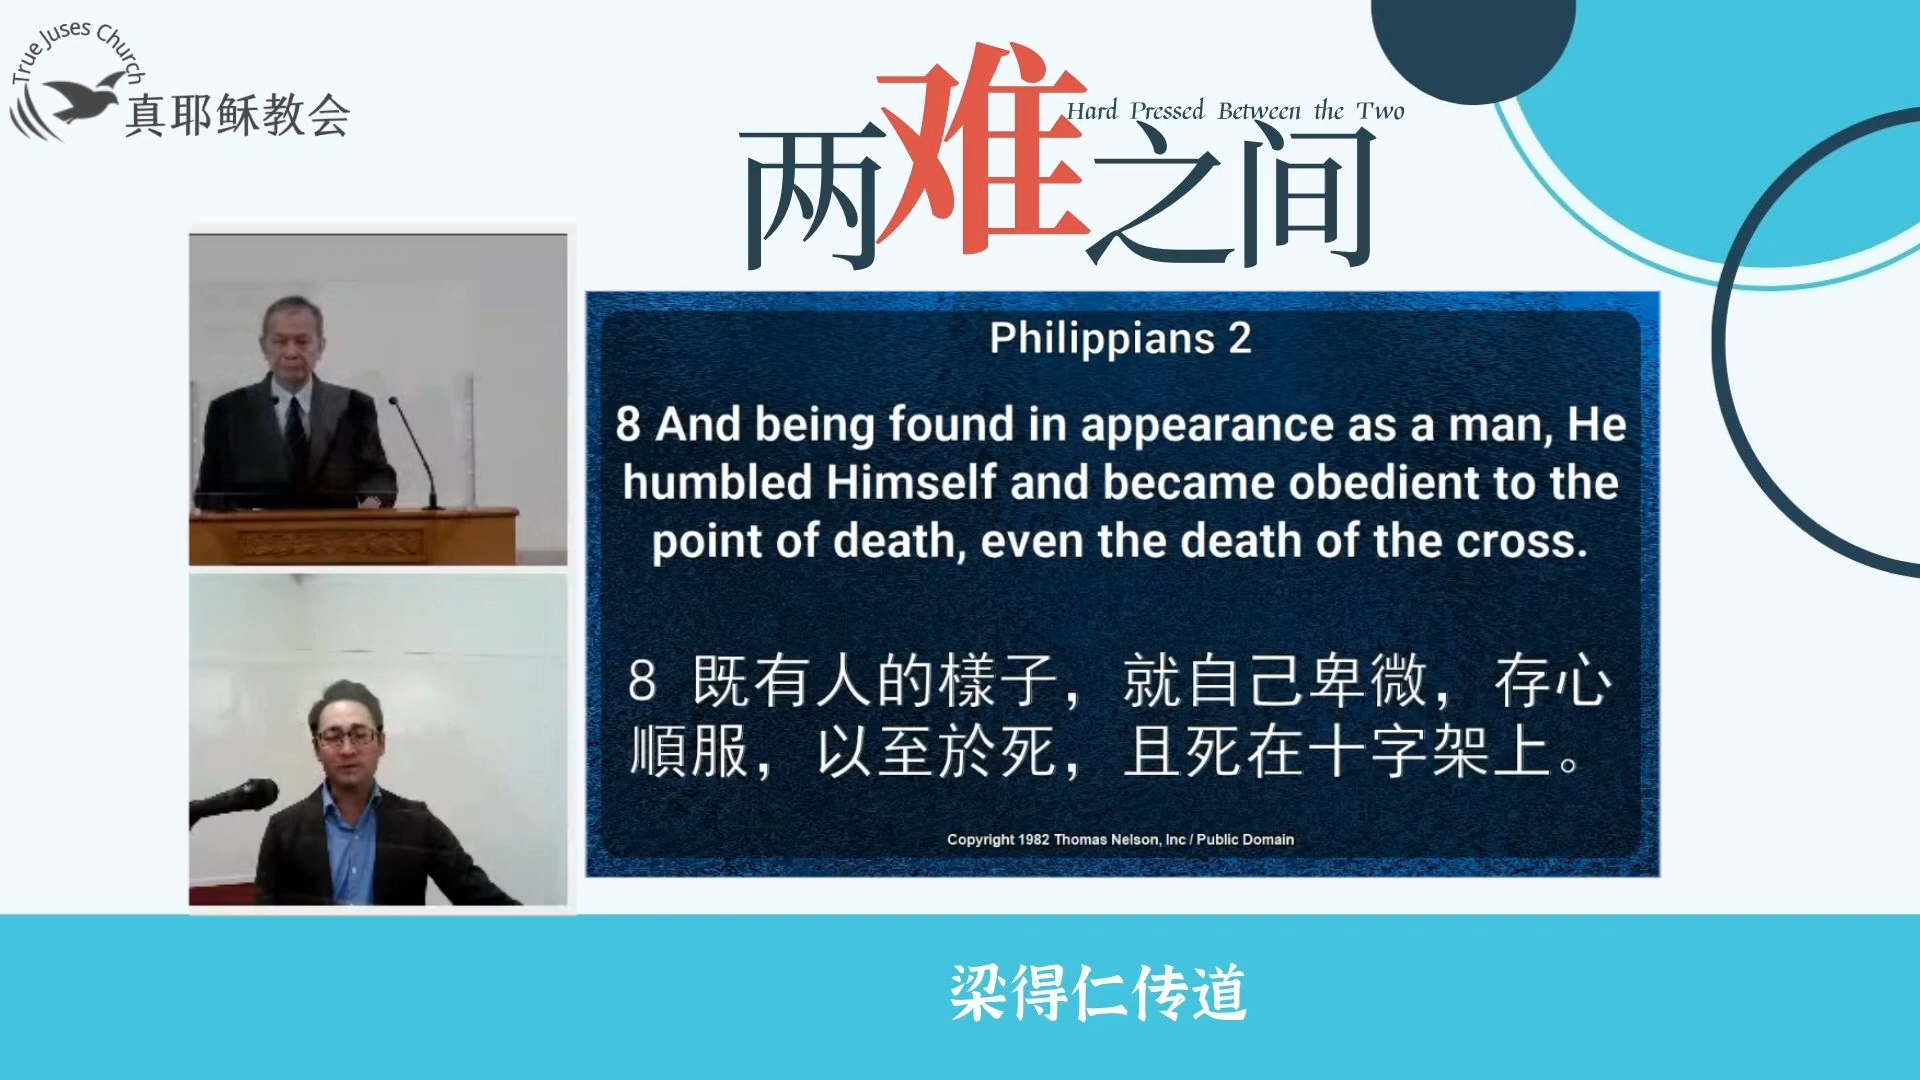 True Juses Church
真耶稣教会
两难之间
Hard Pressed Between the Two
Philippians 2
8 And being found in appearance as a man, He
humbled Himself and became obedient to the
point of death, even the death of the cross.
8 既有人的樣子，就自己卑微，存心
順服，以至於死，且死在十字架上。
Copyright 1982 Thomas Nelson, Inc / Public Domain
梁得仁传道